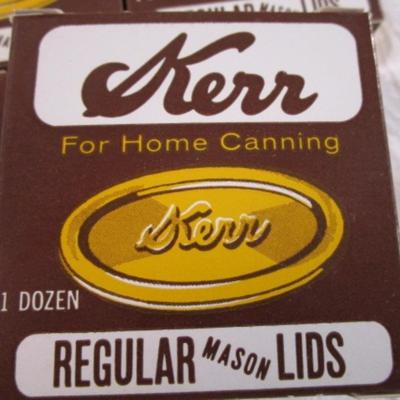 Kerr
For Home Canning
Kerr
1 DOZEN
REGULAR MASON LIDS